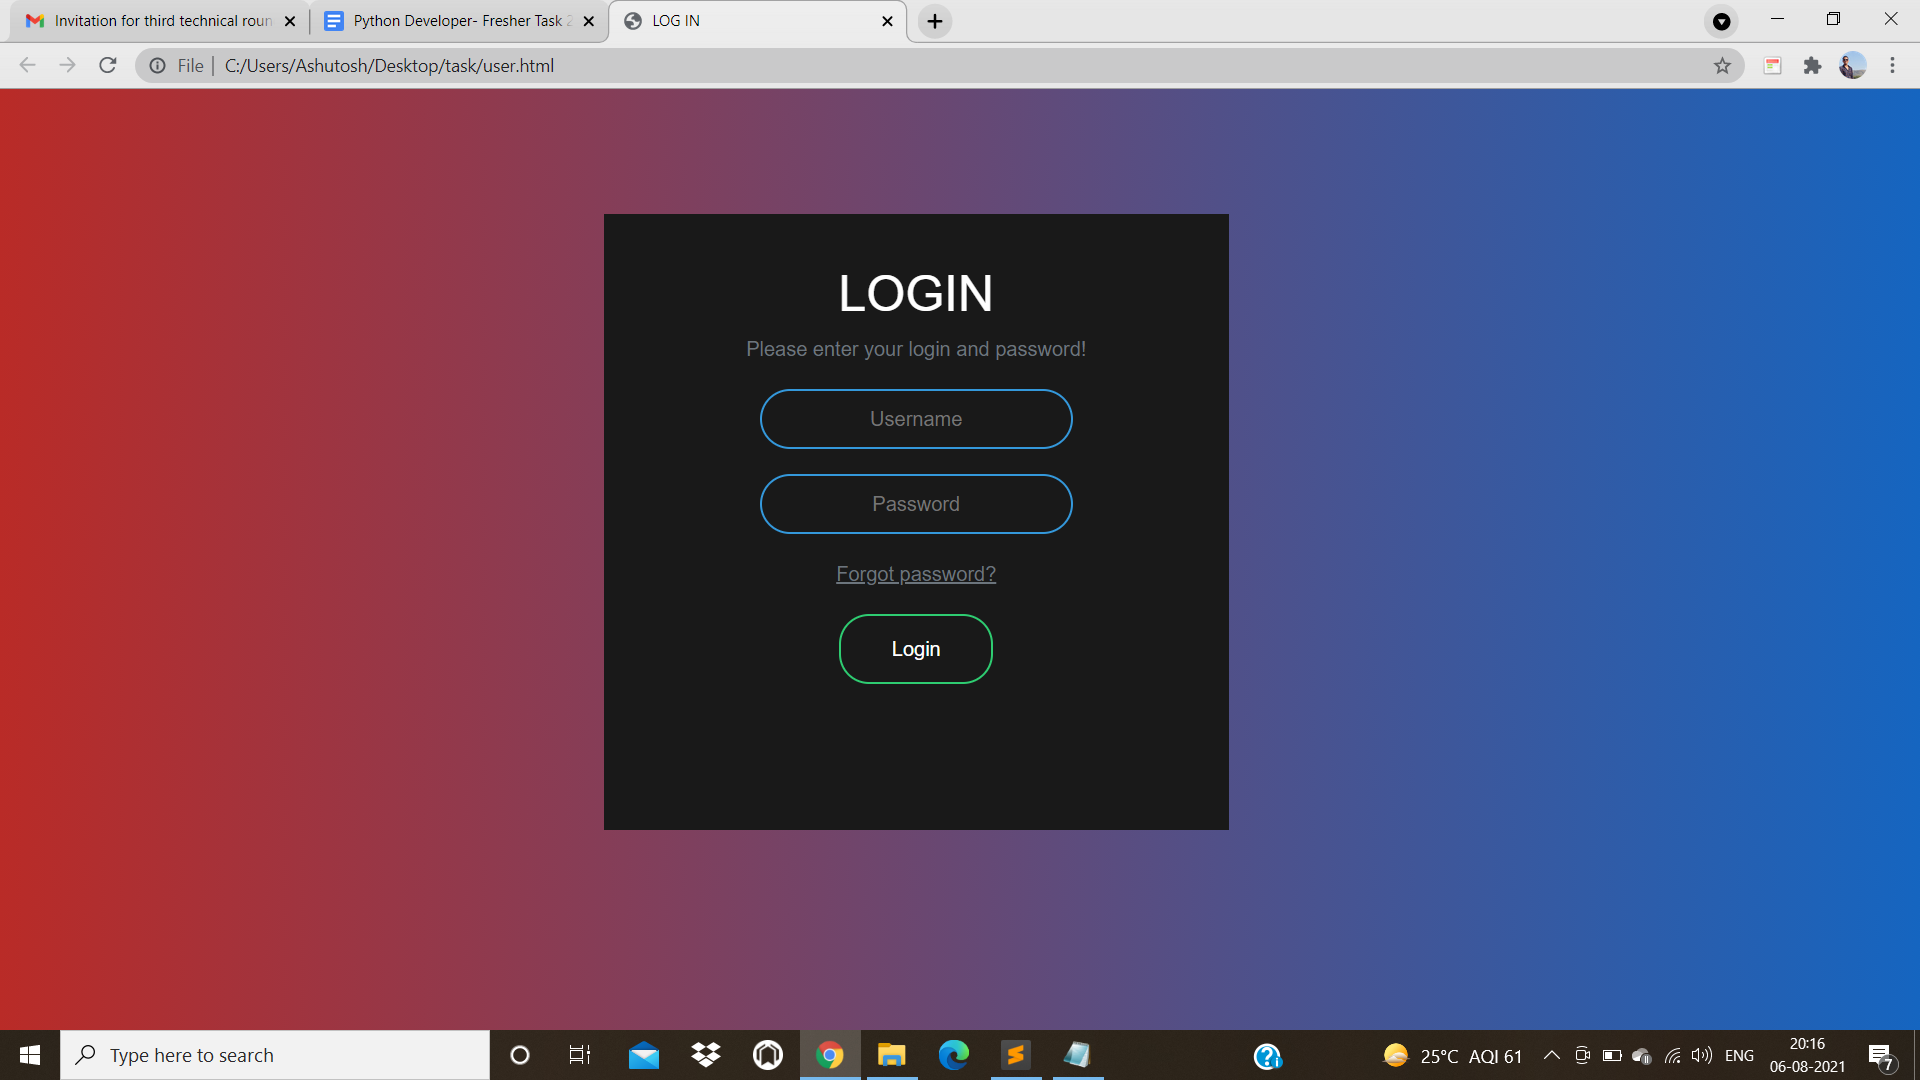 Invitation for third technical roun
Python Developer- Fresher Task 2
LOG IN
File
C:/Users/Ashutosh/Desktop/task/user.html
LOGIN
Please enter your login and password!
Username
Password
Forgot password?
Login
Type here to search
25°C AQI 61
ENG
20:16
06-08-2021
7